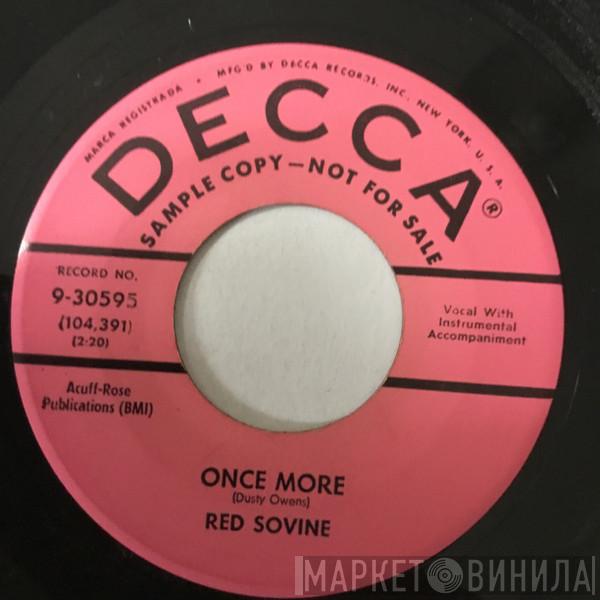 MARCA REGISTRADA • MFG'D BY DECCA RECORDS, INC., NEW YORK, U. S. A.
DECCA®
SAMPLE COPY—NOT FOR SALE
RECORD NO.
9-30595
(104,391)
(2:20)
Vocal With
Instrumental
Accompaniment
Acuff-Rose
Publications (BMI)
ONCE MORE
(Dusty Owens)
RED SOVINE
МАРКЕТ ВИНИЛА